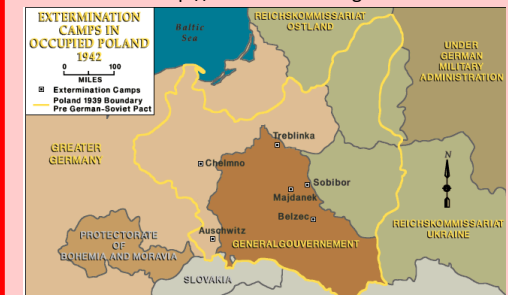 EXTERMINATION
CAMPS IN
OCCUPIED POLAND
1942
0 100
MILES
Extermination Camps
Poland 1939 Boundary
Pre German-Soviet Pact
Baltic
Sea
REICHSKOMMISSARIAT
OSTLAND
UNDER
GERMAN
MILITARY
ADMINISTRATION
GREATER
GERMANY
Treblinka
Chelmno
Sobibor
Majdanek
Belzec
N
Auschwitz
GENERALGOUVERNEMENT
REICHSKOMMISSARIAT
UKRAINE
PROTECTORATE
OF
BOHEMIA AND MORAVIA
SLOVAKIA